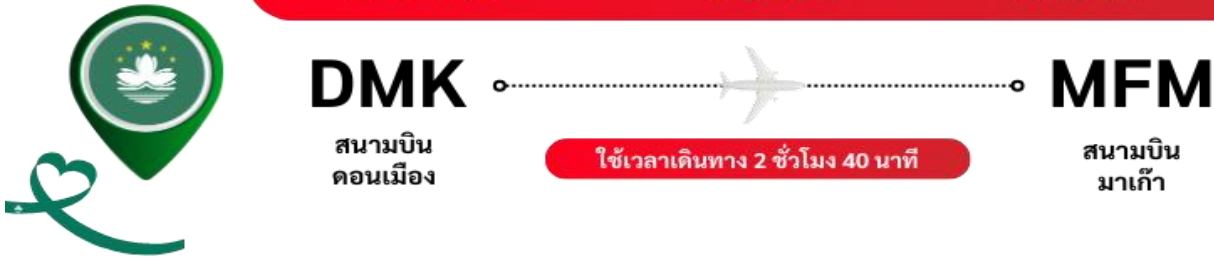 DMK
MFM
สนามบิน
ดอนเมือง
ใช้เวลาเดินทาง 2 ชั่วโมง 40 นาที
สนามบิน
มาเก๊า